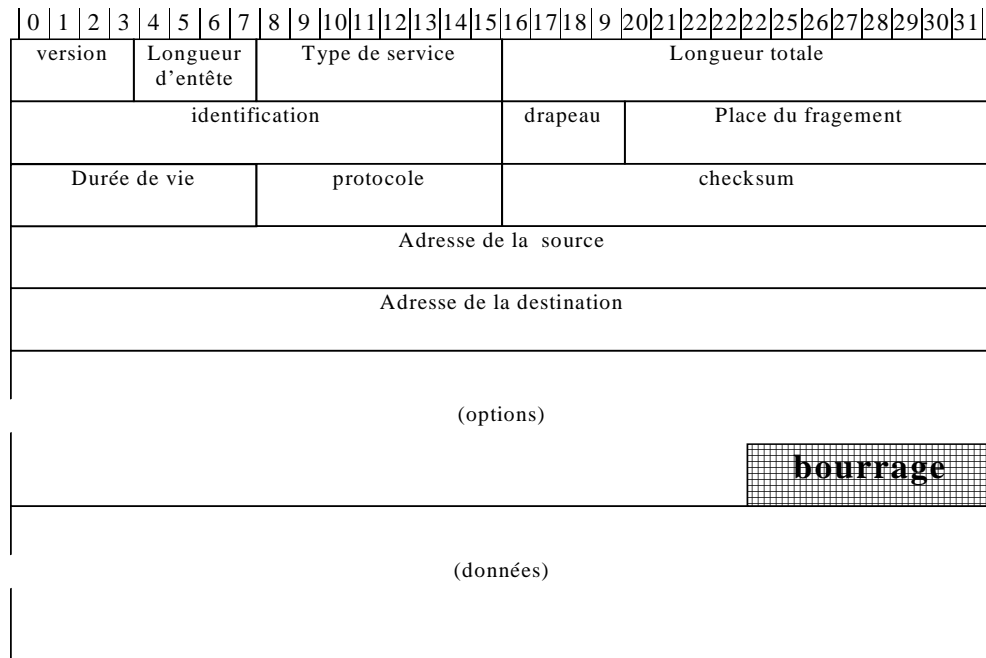 0 1 2 3 4 5 6 7 8 9 10 11 12 13 14 15 16 17 18 9 20 21 22 22 22 25 26 27 28 29 30 31
version Longueur d'entête Type de service Longueur totale
identification drapeau Place du fragement
Durée de vie protocole checksum
Adresse de la source
Adresse de la destination
(options)
bourrage
(données)